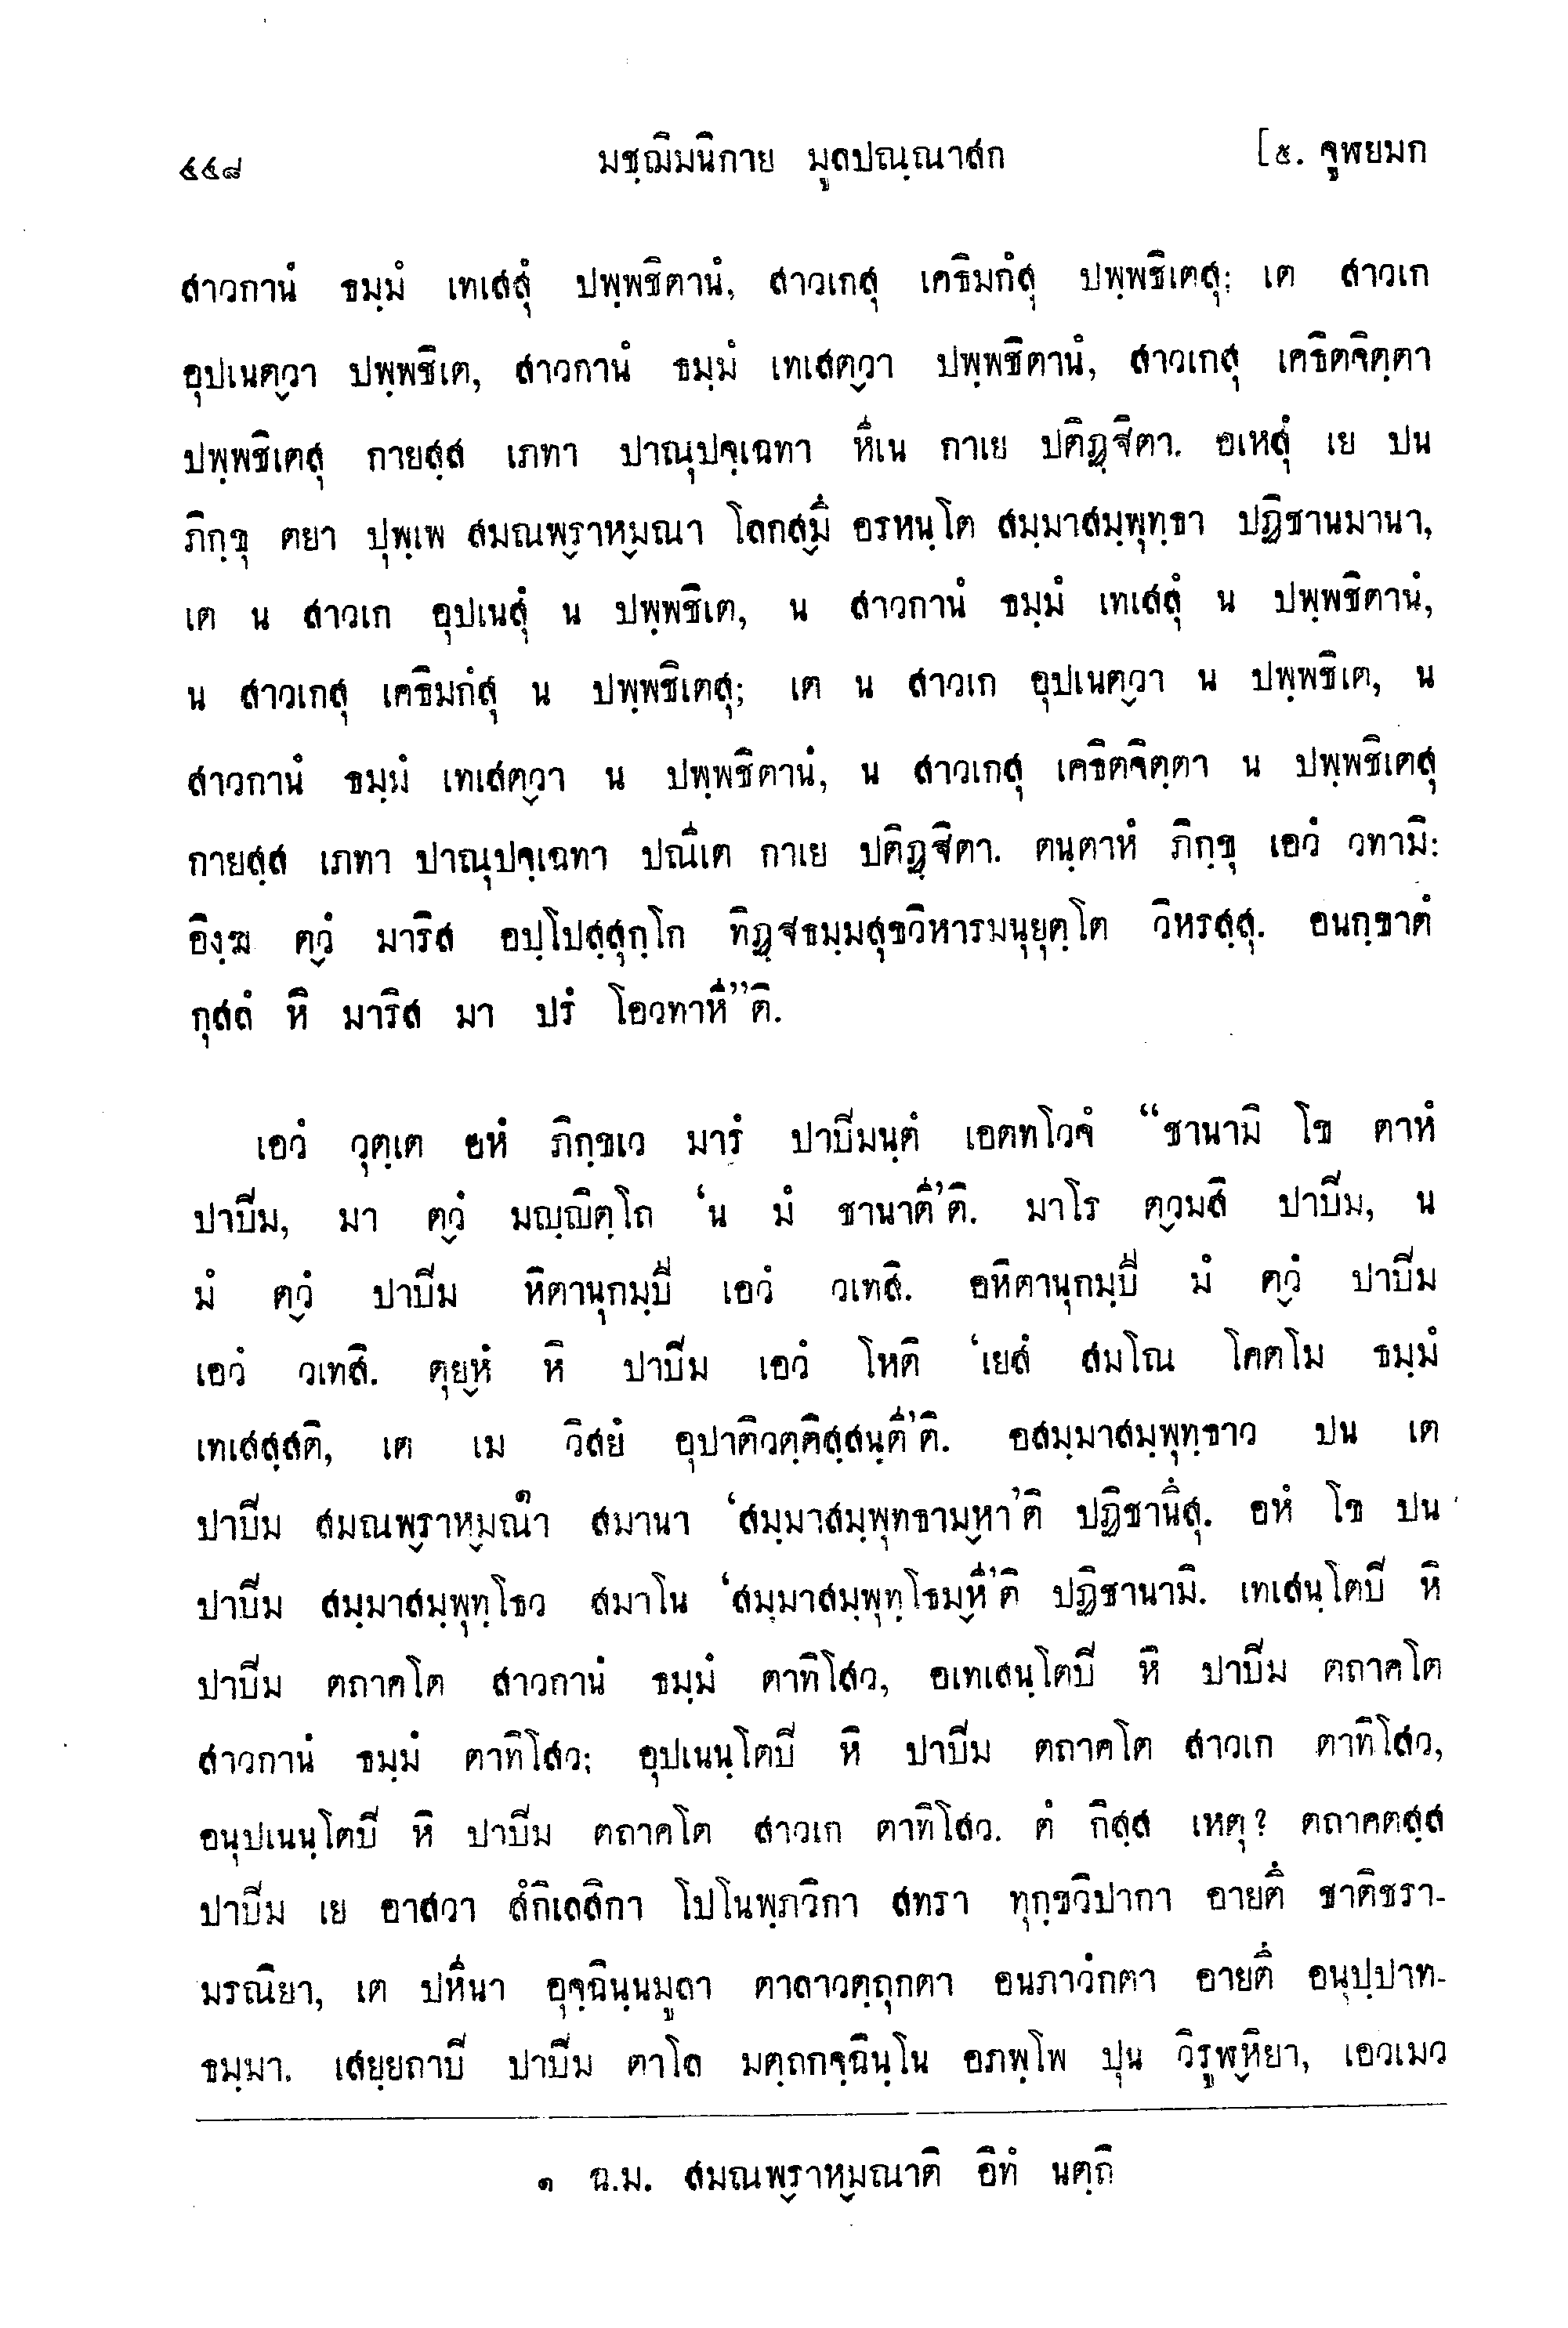 ๕๕๘ มชฺฌิมนิกาย มูลปณฺณาสก [๕. จูฬยมก
สาวกานํ ธมฺมํ เทเสสุํ ปพฺพชิตานํ, สาวเกสุ เคธิมกํสุ ปพฺพชิเตสุ; เต สาวเก
อุปเนตฺวา ปพฺพชิเต, สาวกานํ ธมฺมํ เทเสตฺวา ปพฺพชิตานํ, สาวเกสุ เคธิตจิตฺตา
ปพฺพชิเตสุ กายสฺส เภทา ปาณุปจฺเฉทา หีเน กาเย ปติฏฺฐิตา. อเหสุํ เย ปน
ภิกฺขุ ตยา ปุพฺเพ สมณพฺราหฺมณา โลกสฺมึ อรหนฺโต สมฺมาสมฺพุทฺธา ปฏิชานมานา,
เต น สาวเก อุปเนสุํ น ปพฺพชิเต, น สาวกานํ ธมฺมํ เทเสสุํ น ปพฺพชิตานํ,
น สาวเกสุ เคธิมกํสุ น ปพฺพชิเตสุ; เต น สาวเก อุปเนตฺวา น ปพฺพชิเต, น
สาวกานํ ธมฺมํ เทเสตฺวา น ปพฺพชิตานํ, น สาวเกสุ เคธิตจิตฺตา น ปพฺพชิเตสุ
กายสฺส เภทา ปาณุปจฺเฉทา ปณีเต กาเย ปติฏฺฐิตา. ตนฺตาหํ ภิกฺขุ เอวํ วทามิ:
อิงฺฆ ตฺวํ มาริส อปฺโปสฺสุกฺโก ทิฏฺฐธมฺมสุขวิหารมนุยุตฺโต วิหรสฺสุ. อนกฺขาตํ
กุสลํ หิ มาริส มา ปรํ โอวทาหี”ติ.
เอวํ วุตฺเต อหํ ภิกฺขเว มารํ ปาปิมนฺตํ เอตทโวจํ “ชานามิ โข ตาหํ
ปาปิม, มา ตฺวํ มญฺญิตฺโถ ‘น มํ ชานาตี’ติ. มาโร ตฺวมสิ ปาปิม, น
มํ ตฺวํ ปาปิม หิตานุกมฺปี เอวํ วเทสิ. อหิตานุกมฺปี มํ ตฺวํ ปาปิม
เอวํ วเทสิ. ตุยฺหํ หิ ปาปิม เอวํ โหติ ‘เยสํ สมโณ โคตโม ธมฺมํ
เทเสสฺสติ, เต เม วิสยํ อุปาติวตฺติสฺสนฺตี’ติ. อสมฺมาสมฺพุทฺธาว ปน เต
ปาปิม สมณพฺราหฺมณา๑ สมานา ‘สมฺมาสมฺพุทธามฺหา’ติ ปฏิชานึสุ. อหํ โข ปน
ปาปิม สมฺมาสมฺพุทฺโธว สมาโน ‘สมฺมาสมฺพุทฺโธมฺหี’ติ ปฏิชานามิ. เทเสนฺโตปิ หิ
ปาปิม ตถาคโต สาวกานํ ธมฺมํ ตาทิโสว, อเทเสนฺโตปิ หิ ปาปิม ตถาคโต
สาวกานํ ธมฺมํ ตาทิโสว; อุปเนนฺโตปิ หิ ปาปิม ตถาคโต สาวเก ตาทิโสว,
อนุปเนนฺโตปิ หิ ปาปิม ตถาคโต สาวเก ตาทิโสว. ตํ กิสฺส เหตุ? ตถาคตสฺส
ปาปิม เย อาสวา สํกิเลสิกา โปโนพฺภวิกา สทรา ทุกฺขวิปากา อายตึ ชาติชรา-
มรณิยา, เต ปหีนา อุจฺฉินฺนมูลา ตาลาวตฺถุกตา อนภาวํกตา อายตึ อนุปฺปาท-
ธมฺมา. เสยฺยถาปิ ปาปิม ตาโล มตฺถกจฺฉินฺโน อภพฺโพ ปุน วิรูฬฺหิยา, เอวเมว
๑ ฉ.ม. สมณพฺราหฺมณาติ อิทํ นตฺถิ